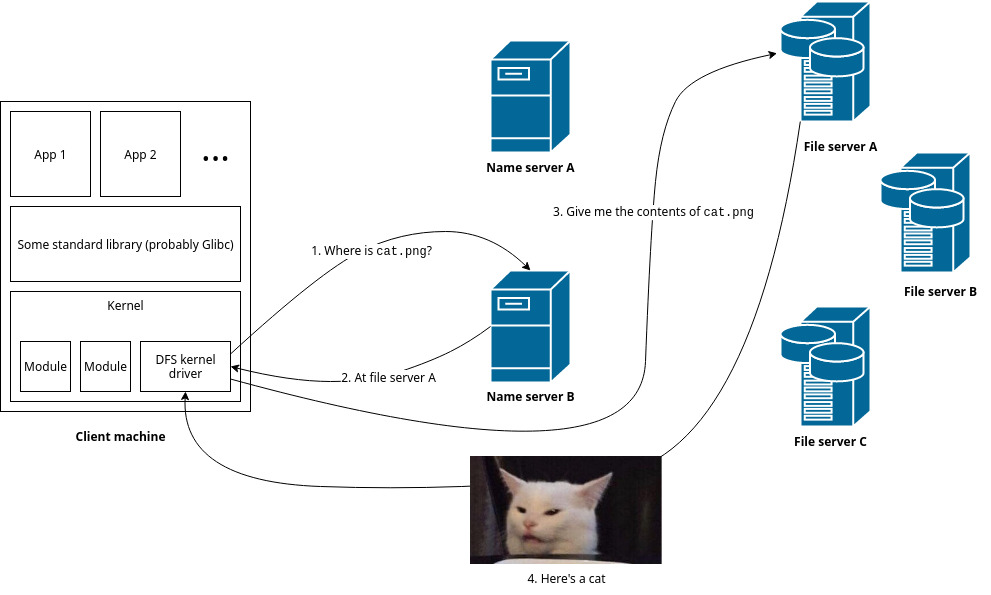 App 1
App 2
...
Some standard library (probably Glibc)
Kernel
Module
Module
DFS kernel
driver
Client machine
1. Where is cat.png?
2. At file server A
Name server A
Name server B
3. Give me the contents of cat.png
File server A
File server B
File server C
4. Here's a cat